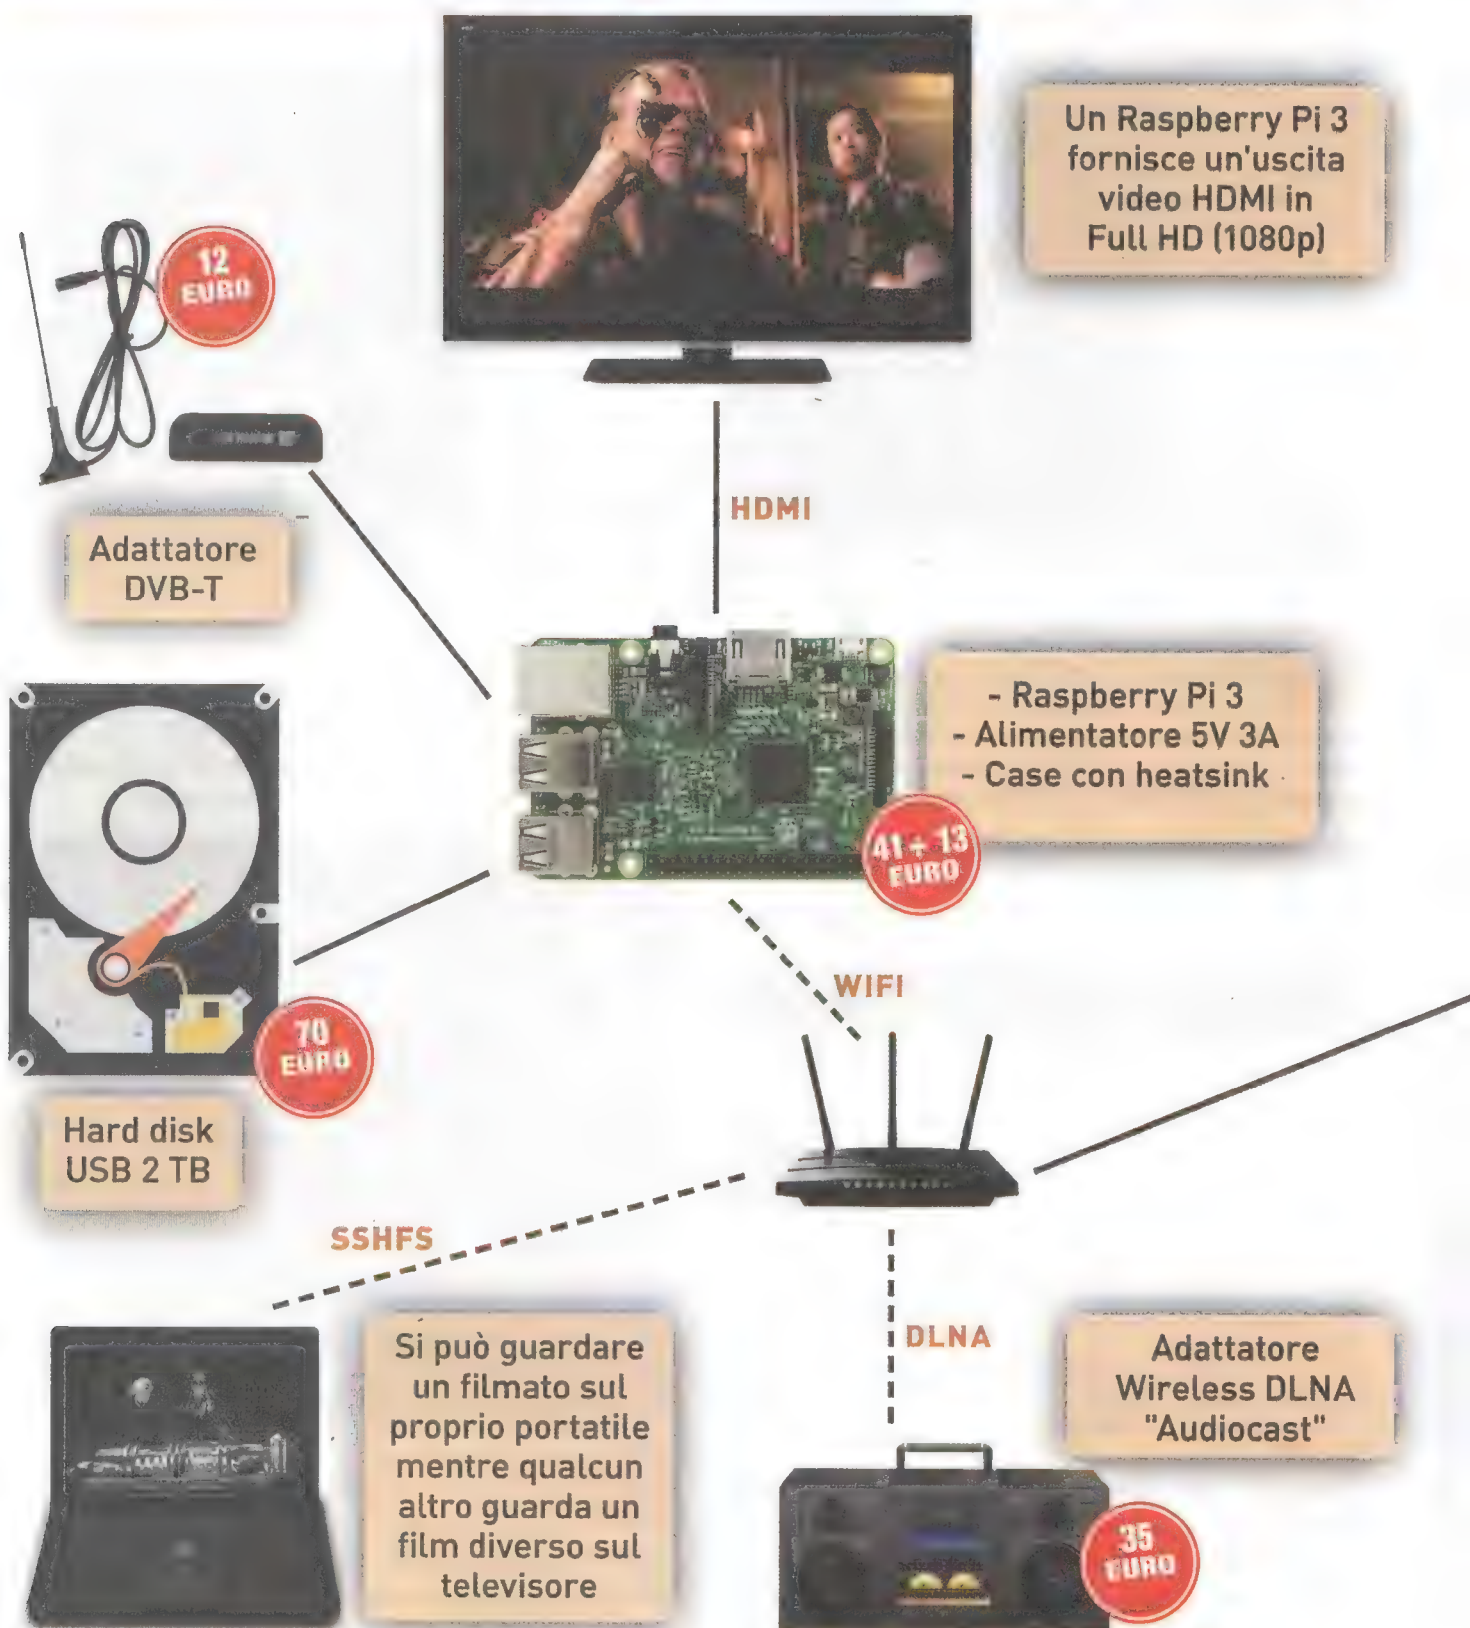 Un Raspberry Pi 3
fornisce un'uscita
video HDMI in
Full HD (1080p)
12
EURO
HDMI
Adattatore
DVB-T
- Raspberry Pi 3
- Alimentatore 5V 3A
- Case con heatsink
41 + 13
EURO
WIFI
70
EURO
Hard disk
USB 2 TB
SSHFS
DLNA
Si può guardare
un filmato sul
proprio portatile
mentre qualcun
altro guarda un
film diverso sul
televisore
Adattatore
Wireless DLNA
"Audiocast"
35
EURO